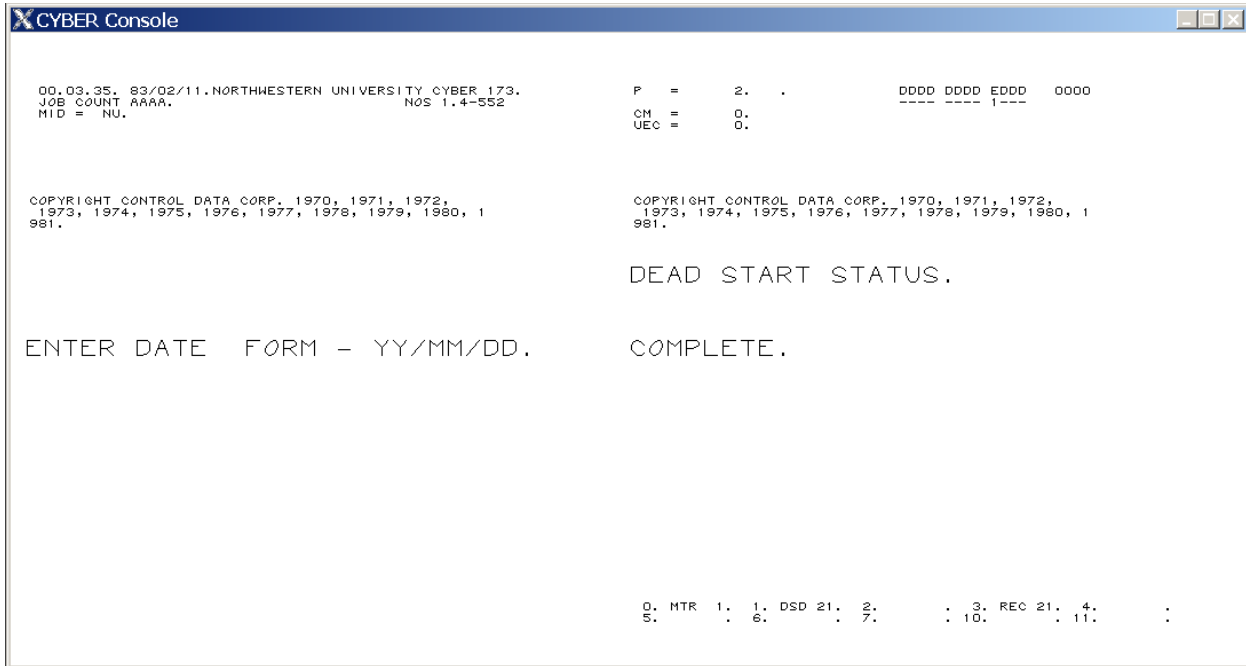 CYBER Console
00.03.35. 83/02/11.NORTHWESTERN UNIVERSITY CYBER 173.
JOB COUNT AAAA. NOS 1.4-552
MID = NU.
COPYRIGHT CONTROL DATA CORP. 1970, 1971, 1972,
1973, 1974, 1975, 1976, 1977, 1978, 1979, 1980, 1
981.
ENTER DATE FORM – YY/MM/DD.
P = 2. . DDDD DDDD EDDD 0000
---- ---- 1---
CM = 0.
UEC = 0.
COPYRIGHT CONTROL DATA CORP. 1970, 1971, 1972,
1973, 1974, 1975, 1976, 1977, 1978, 1979, 1980, 1
981.
DEAD START STATUS.
COMPLETE.
0. MTR 1. 1. DSD 21. 2. . 3. REC 21. 4. .
5. . 6. . 7. . 10. . 11. .